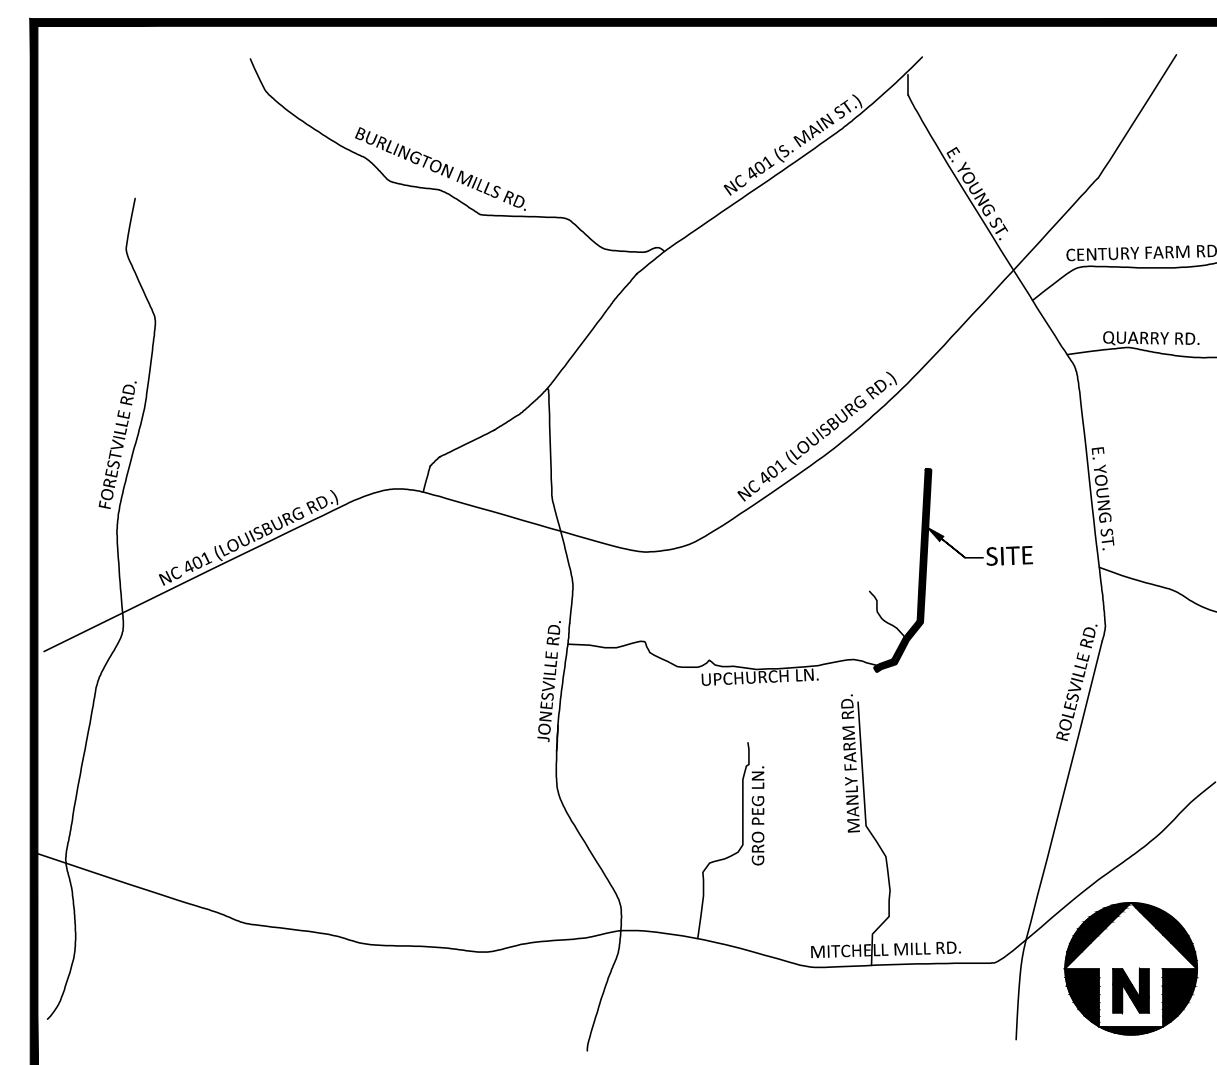 BURLINGTON MILLS RD.
NC 401 (S. MAIN ST.)
E. YOUNG ST.
CENTURY FARM RD
QUARRY RD.
FORESTVILLE RD.
NC 401 (LOUISBURG RD.)
NC 401 (LOUISBURG RD.)
E. YOUNG ST.
SITE
JONESVILLE RD.
UPCHURCH LN.
ROLESVILLE RD.
MANLY FARM RD.
GRO PEG LN.
MITCHELL MILL RD.
N